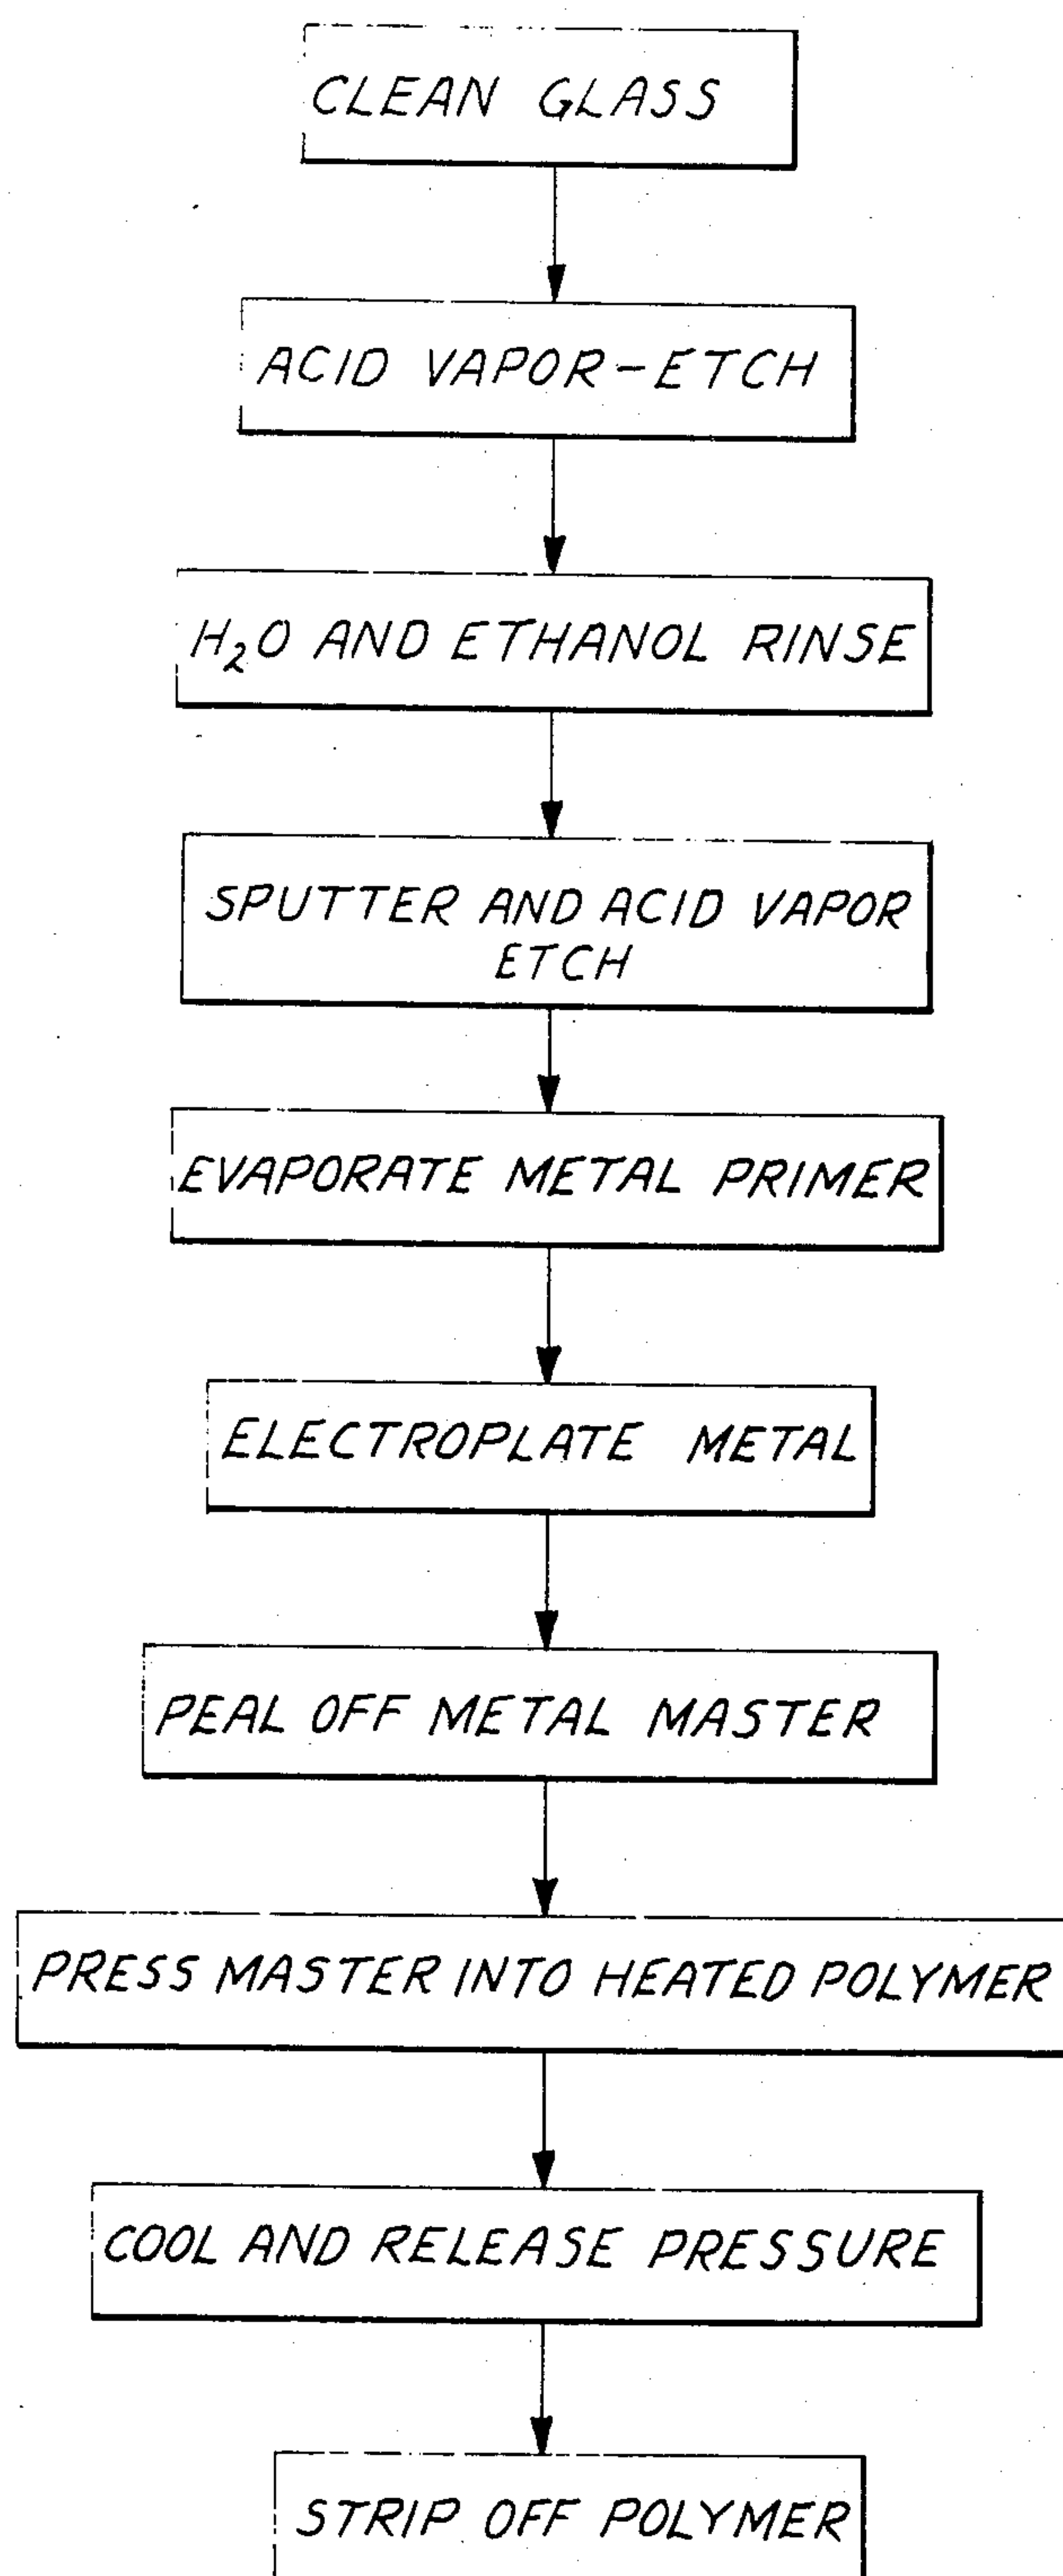 CLEAN GLASS
ACID VAPOR-ETCH
H₂O AND ETHANOL RINSE
SPUTTER AND ACID VAPOR
ETCH
EVAPORATE METAL PRIMER
ELECTROPLATE METAL
PEAL OFF METAL MASTER
PRESS MASTER INTO HEATED POLYMER
COOL AND RELEASE PRESSURE
STRIP OFF POLYMER